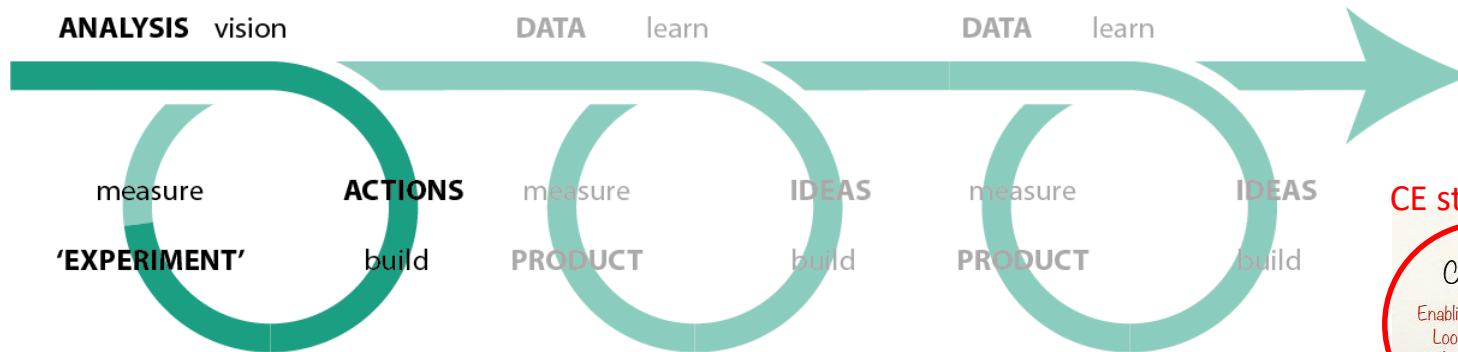 ANALYSIS vision
DATA learn
DATA learn
measure
ACTIONS
measure
IDEAS
measure
IDEAS
'EXPERIMENT'
build
PRODUCT
build
PRODUCT
build
CE